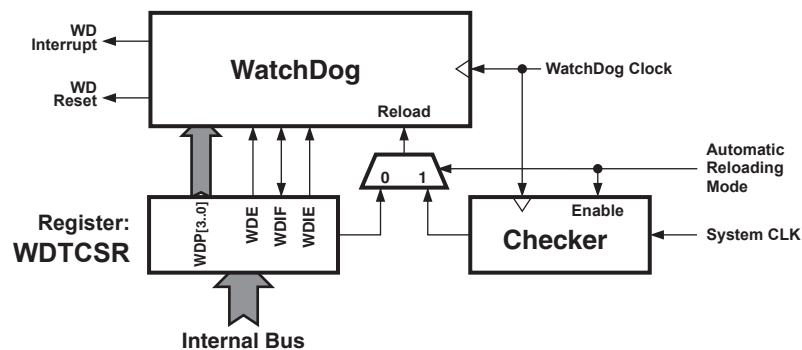 WD
Interrupt
WatchDog
WatchDog Clock
WD
Reset
Reload
Automatic
Reloading
Mode
0 1
Register:
WDTCSR
WDP[3..0]
WDE
WDIF
WDIE
Enable
Checker
System CLK
Internal Bus